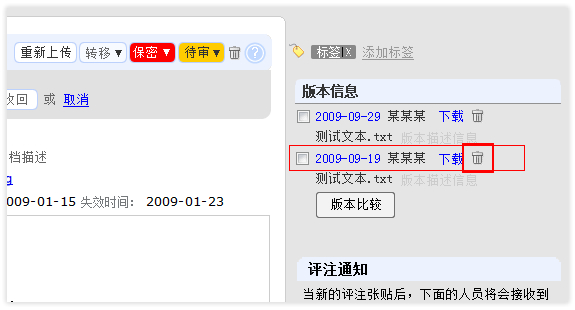 重新上传 转移▼ 保密▼ 待审▼ ?
收回 或 取消
档描述
009-01-15 失效时间: 2009-01-23
标签 x 添加标签
版本信息
2009-09-29 某某某 下载
测试文本.txt 版本描述信息
2009-09-19 某某某 下载
测试文本.txt 版本描述信息
版本比较
评注通知
当新的评注张贴后，下面的人员将会接收到